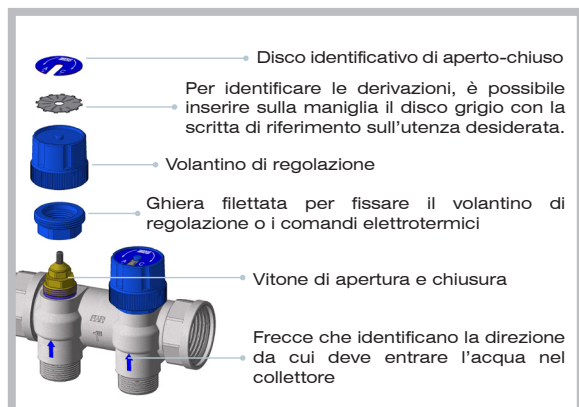 Disco identificativo di aperto-chiuso
Per identificare le derivazioni, è possibile
inserire sulla maniglia il disco grigio con la
scritta di riferimento sull'utenza desiderata.
Volantino di regolazione
Ghiera filettata per fissare il volantino di
regolazione o i comandi elettrotermici
Vitone di apertura e chiusura
Frecce che identificano la direzione
da cui deve entrare l'acqua nel
collettore